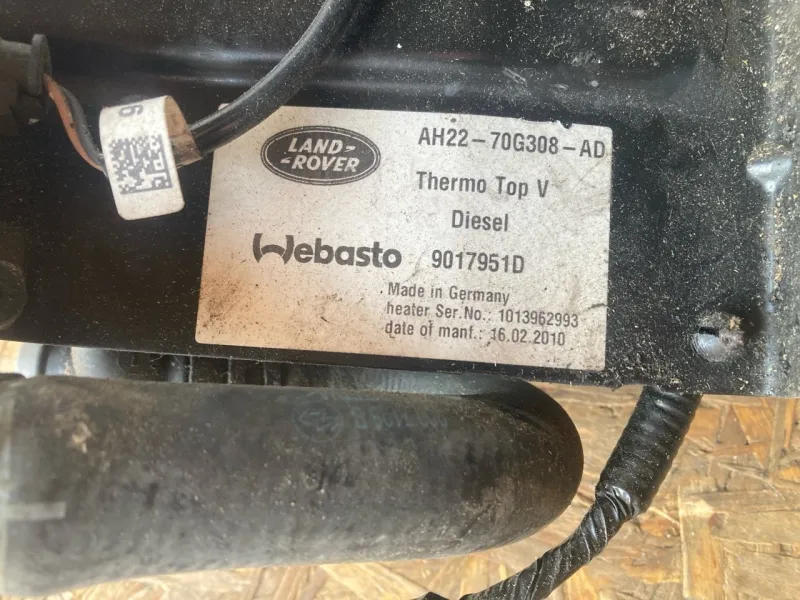 LAND-
-ROVER
AH22-70G308-AD
Thermo Top V
Diesel
Webasto 9017951D
Made in Germany
heater Ser.No.: 1013962993
date of manf.: 16.02.2010